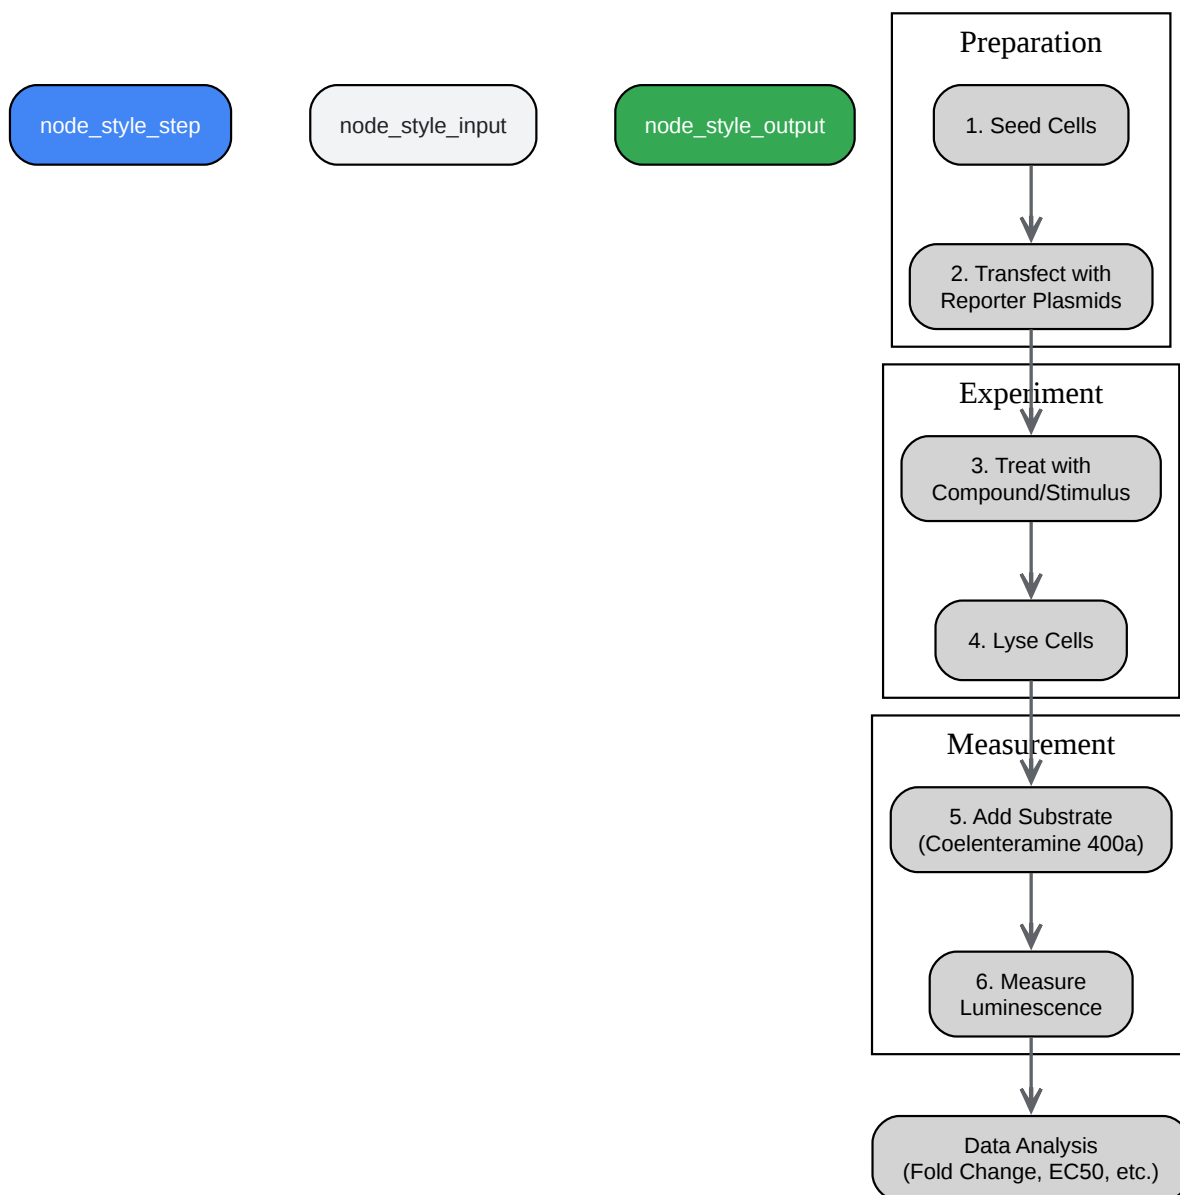 node_style_step
node_style_input
node_style_output
Preparation
1. Seed Cells
2. Transfect with
Reporter Plasmids
Experiment
3. Treat with
Compound/Stimulus
4. Lyse Cells
Measurement
5. Add Substrate
(Coelenteramine 400a)
6. Measure
Luminescence
Data Analysis
(Fold Change, EC50, etc.)